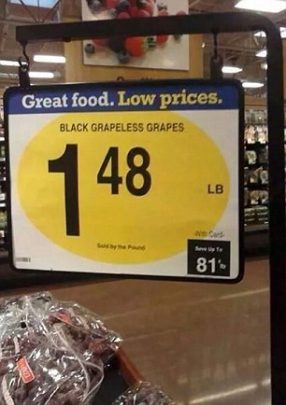 Great food. Low prices.
BLACK GRAPELESS GRAPES
1 48
LB
Sold by the Pound
With Card
Save Up To
81¢ lb